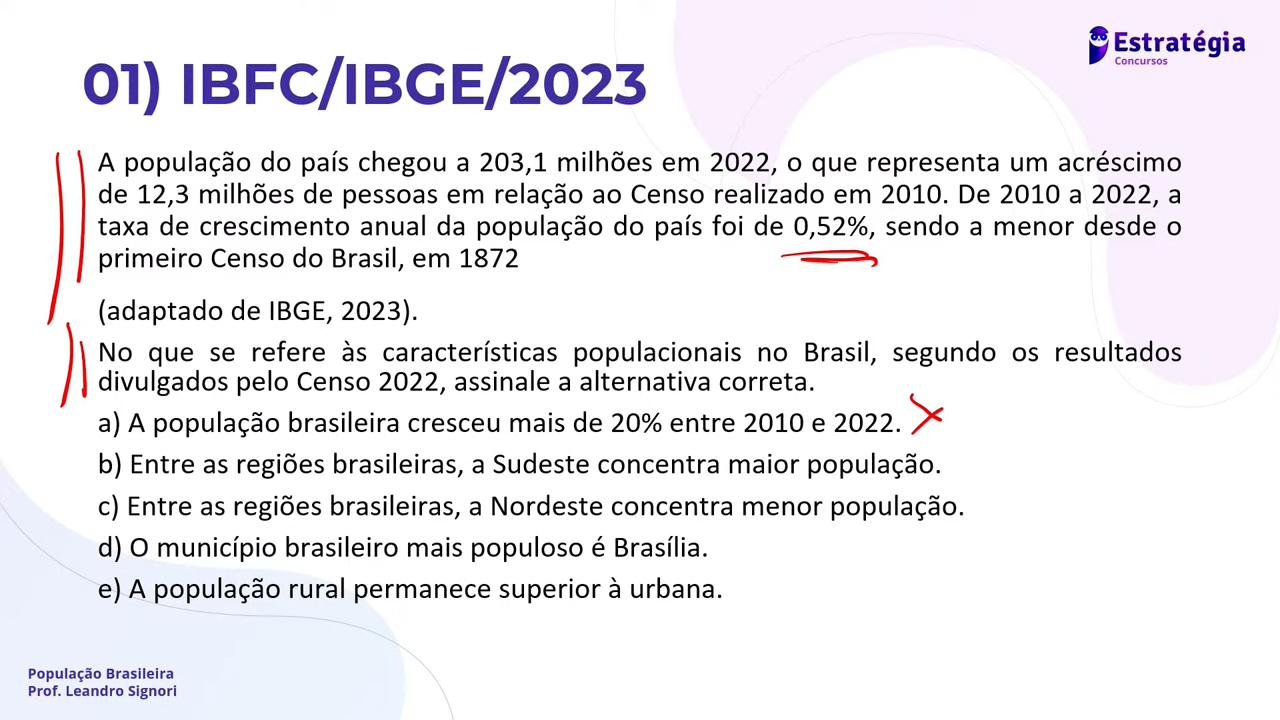 Estratégia
Concursos
01) IBFC/IBGE/2023
A população do país chegou a 203,1 milhões em 2022, o que representa um acréscimo
de 12,3 milhões de pessoas em relação ao Censo realizado em 2010. De 2010 a 2022, a
taxa de crescimento anual da população do país foi de 0,52%, sendo a menor desde o
primeiro Censo do Brasil, em 1872
(adaptado de IBGE, 2023).
No que se refere às características populacionais no Brasil, segundo os resultados
divulgados pelo Censo 2022, assinale a alternativa correta.
a) A população brasileira cresceu mais de 20% entre 2010 e 2022.
b) Entre as regiões brasileiras, a Sudeste concentra maior população.
c) Entre as regiões brasileiras, a Nordeste concentra menor população.
d) O município brasileiro mais populoso é Brasília.
e) A população rural permanece superior à urbana.
População Brasileira
Prof. Leandro Signori